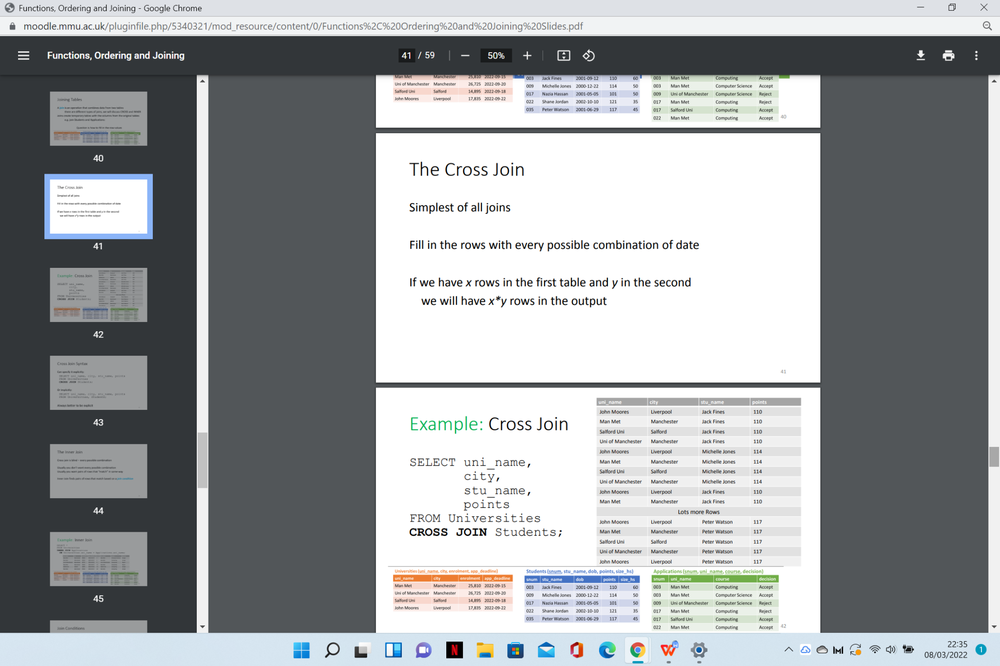 Functions, Ordering and Joining - Google Chrome
moodle.mmu.ac.uk/pluginfile.php/5340321/mod_resource/content/0/Functions%2C%20Ordering%20and%20Joining%20Slides.pdf
Functions, Ordering and Joining
41 / 59
50%
Joining Tables
40
The Cross Join
Simplest of all joins
Fill in the rows with every possible combination of date
If we have x rows in the first table and y in the second
we will have x*y rows in the output
41
Example: Cross Join
42
Cross Join Syntax
Can specify it explicitly:
SELECT uni_name, city, stu_name, points
FROM Universities
CROSS JOIN Students;
Or implicitly:
SELECT uni_name, city, stu_name, points
FROM Universities, Students;
Always better to be explicit
43
The Inner Join
Cross join is blind – every possible combination
Usually you don't want every possible combination
Usually you want pairs of rows that "match" in some way
Inner join finds pairs of rows that match based on a join condition
44
Example: Inner Join
45
Join Conditions
Man Met Manchester 25,810 2022-09-15
Uni of Manchester Manchester 26,725 2022-09-20
Salford Uni Salford 14,895 2022-09-18
John Moores Liverpool 17,835 2022-09-22
003 Jack Fines 2001-09-12 110 60
009 Michelle Jones 2000-12-22 114 50
017 Nazia Hassan 2001-05-05 101 50
022 Shane Jordan 2002-10-10 121 35
035 Peter Watson 2001-06-29 117 45
003 Man Met Computing Accept
003 Man Met Computer Science Accept
009 Uni of Manchester Computer Science Reject
017 Man Met Computing Reject
017 Salford Uni Computing Accept
022 Man Met Computing Accept
40
The Cross Join
Simplest of all joins
Fill in the rows with every possible combination of date
If we have x rows in the first table and y in the second
we will have x*y rows in the output
41
Example: Cross Join
SELECT uni_name,
city,
stu_name,
points
FROM Universities
CROSS JOIN Students;
uni_name city stu_name points
John Moores Liverpool Jack Fines 110
Man Met Manchester Jack Fines 110
Salford Uni Salford Jack Fines 110
Uni of Manchester Manchester Jack Fines 110
John Moores Liverpool Michelle Jones 114
Man Met Manchester Michelle Jones 114
Salford Uni Salford Michelle Jones 114
Uni of Manchester Manchester Michelle Jones 114
John Moores Liverpool Jack Fines 110
Man Met Manchester Jack Fines 110
Lots more Rows
John Moores Liverpool Peter Watson 117
Man Met Manchester Peter Watson 117
Salford Uni Salford Peter Watson 117
Uni of Manchester Manchester Peter Watson 117
John Moores Liverpool Peter Watson 117
Universities (uni_name, city, enrolment, app_deadline)
uni_name city enrolment app_deadline
Man Met Manchester 25,810 2022-09-15
Uni of Manchester Manchester 26,725 2022-09-20
Salford Uni Salford 14,895 2022-09-18
John Moores Liverpool 17,835 2022-09-22
Students (snum, stu_name, dob, points, size_hs)
snum stu_name dob points size_hs
003 Jack Fines 2001-09-12 110 60
009 Michelle Jones 2000-12-22 114 50
017 Nazia Hassan 2001-05-05 101 50
022 Shane Jordan 2002-10-10 121 35
035 Peter Watson 2001-06-29 117 45
Applications (snum, uni_name, course, decision)
snum uni_name course decision
003 Man Met Computing Accept
003 Man Met Computer Science Accept
009 Uni of Manchester Computer Science Reject
017 Man Met Computing Reject
017 Salford Uni Computing Accept
022 Man Met Computing Accept
42
22:35
08/03/2022
1